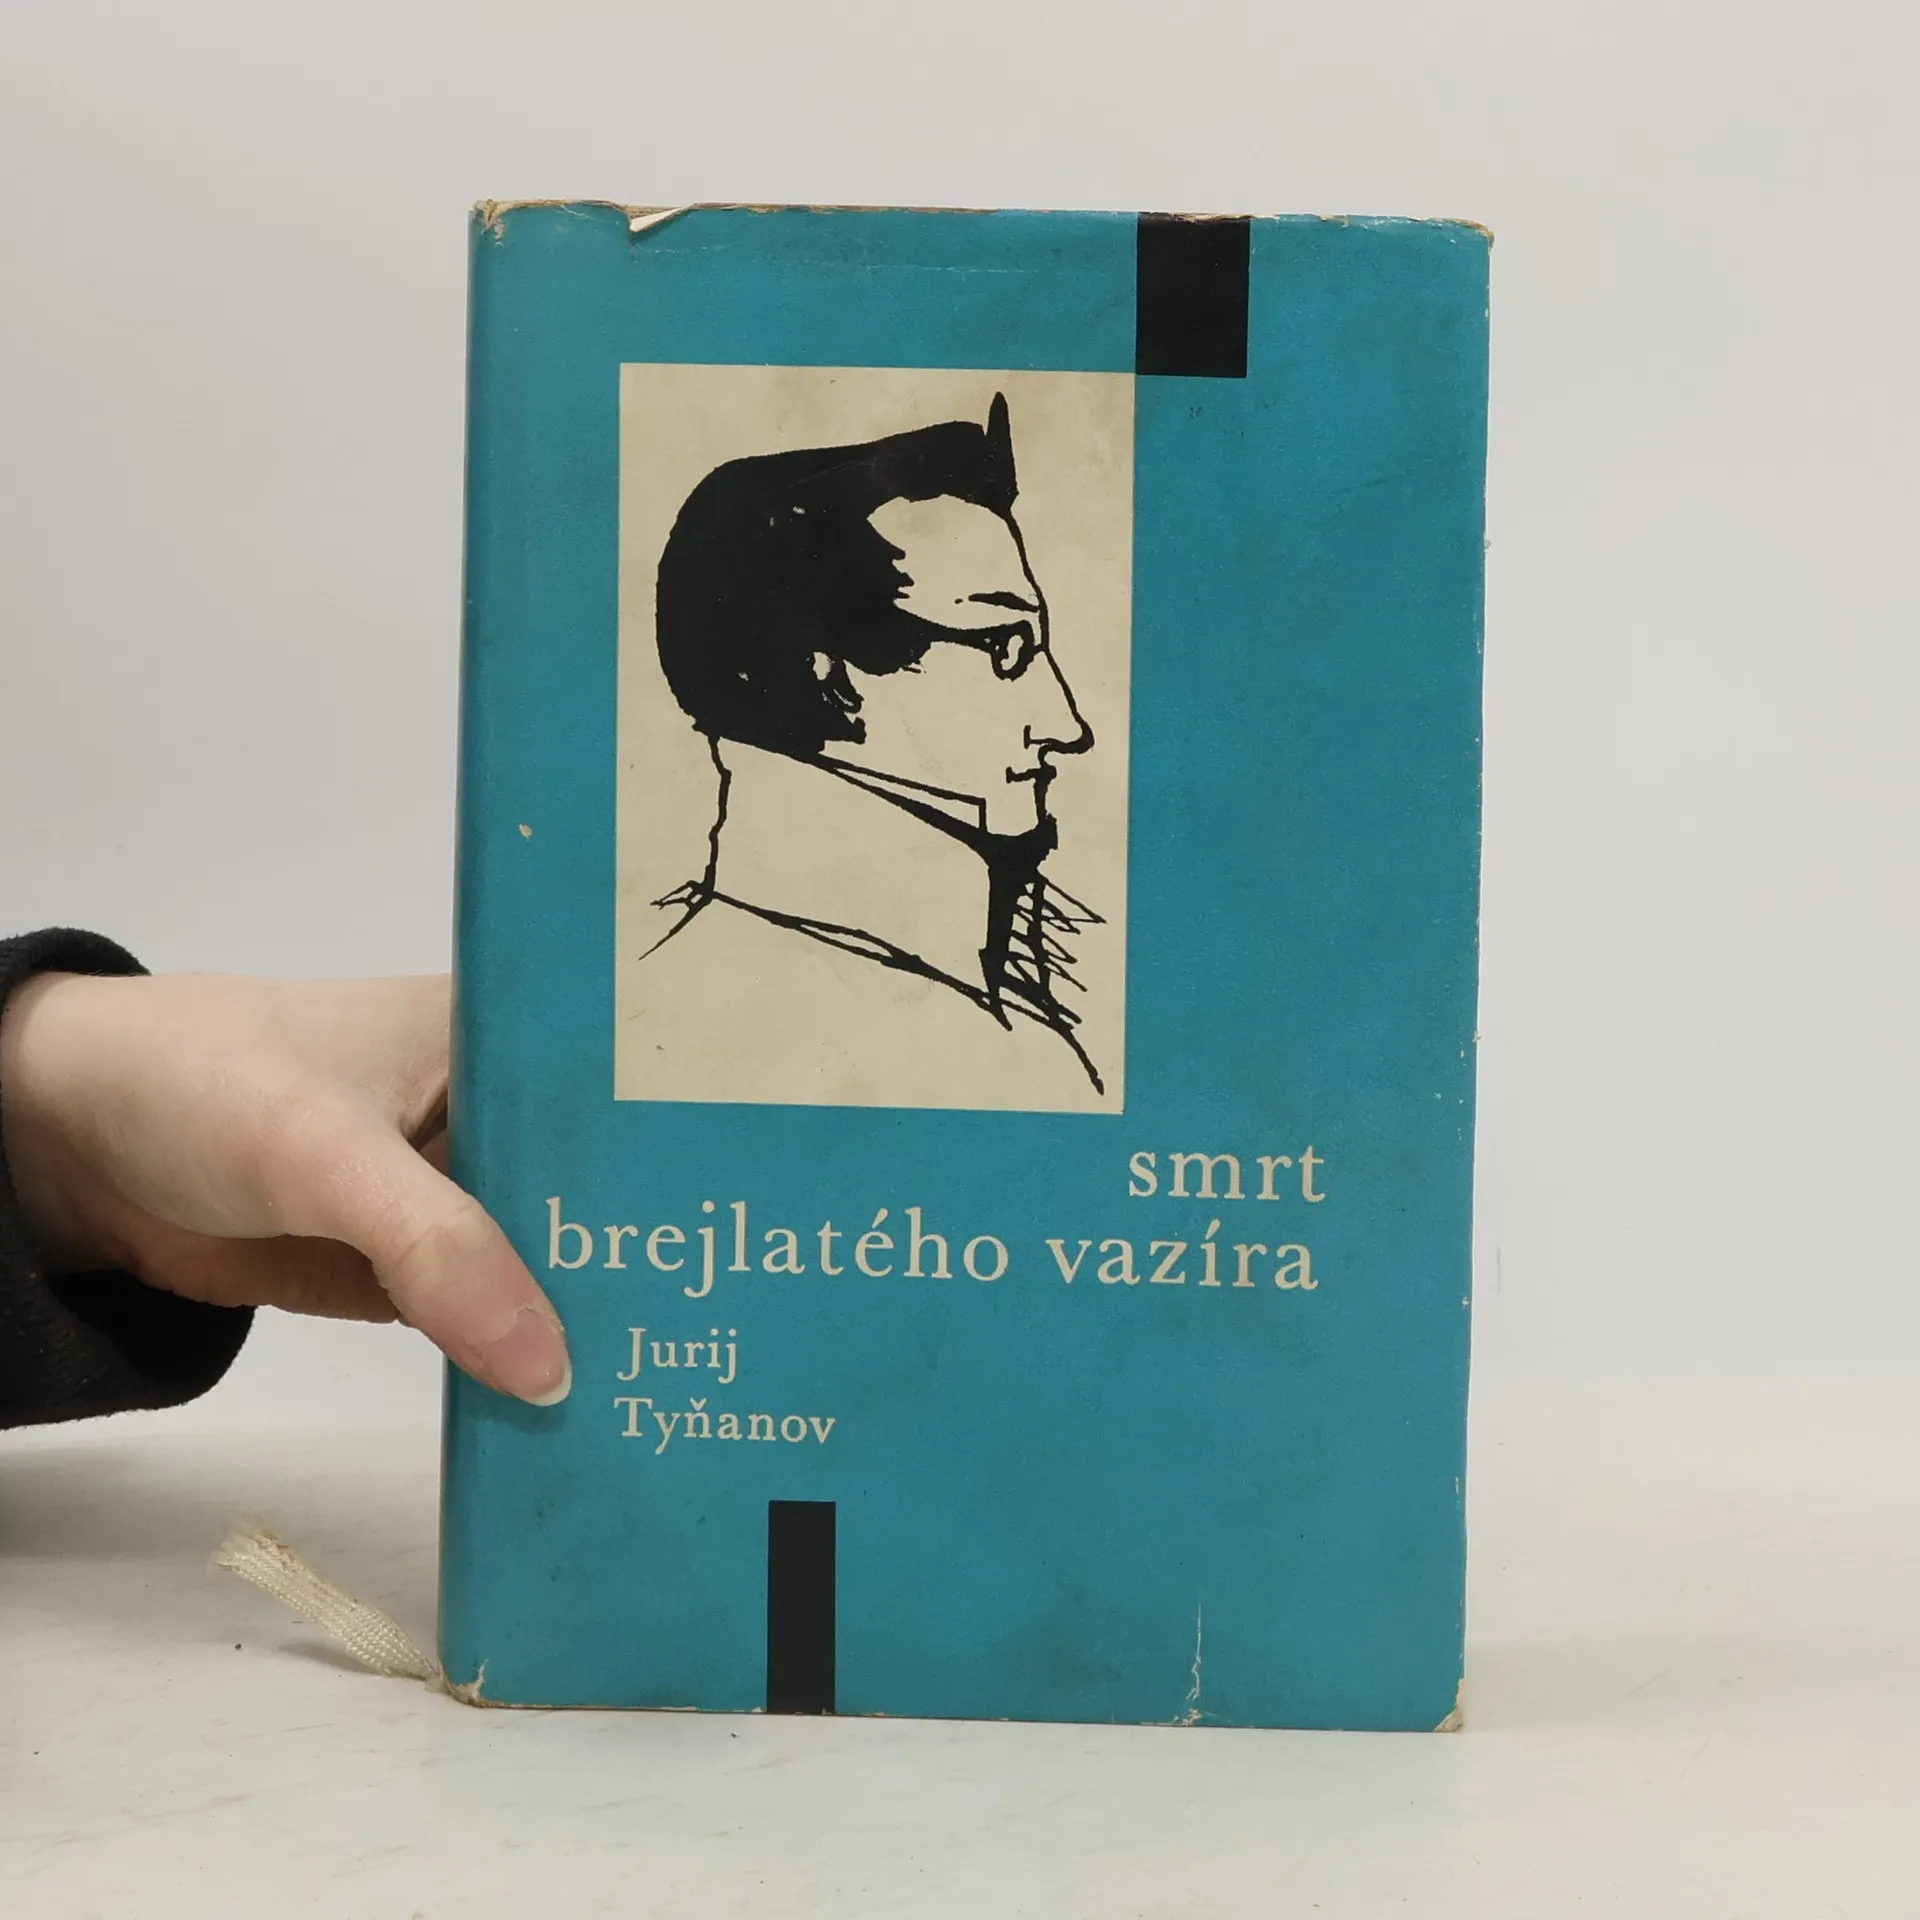 smrt
brejlatého vazíra
Jurij
Tyňanov